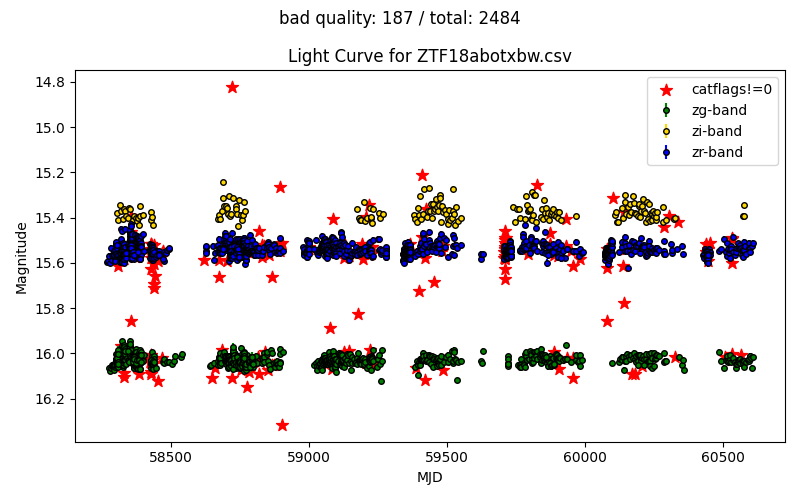 bad quality: 187 / total: 2484
Light Curve for ZTF18abotxbw.csv
catflags!=0
zg-band
zi-band
zr-band
14.8
15.0
15.2
15.4
15.6
15.8
16.0
16.2
Magnitude
58500 59000 59500 60000 60500
MJD